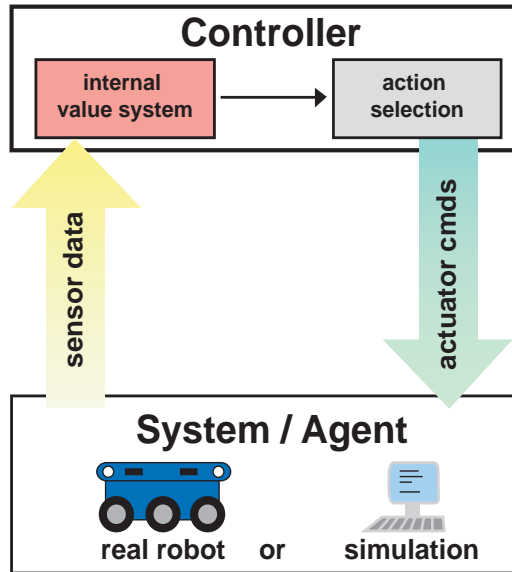 Controller
internal
value system
action
selection
sensor data
actuator cmds
System / Agent
real robot or simulation